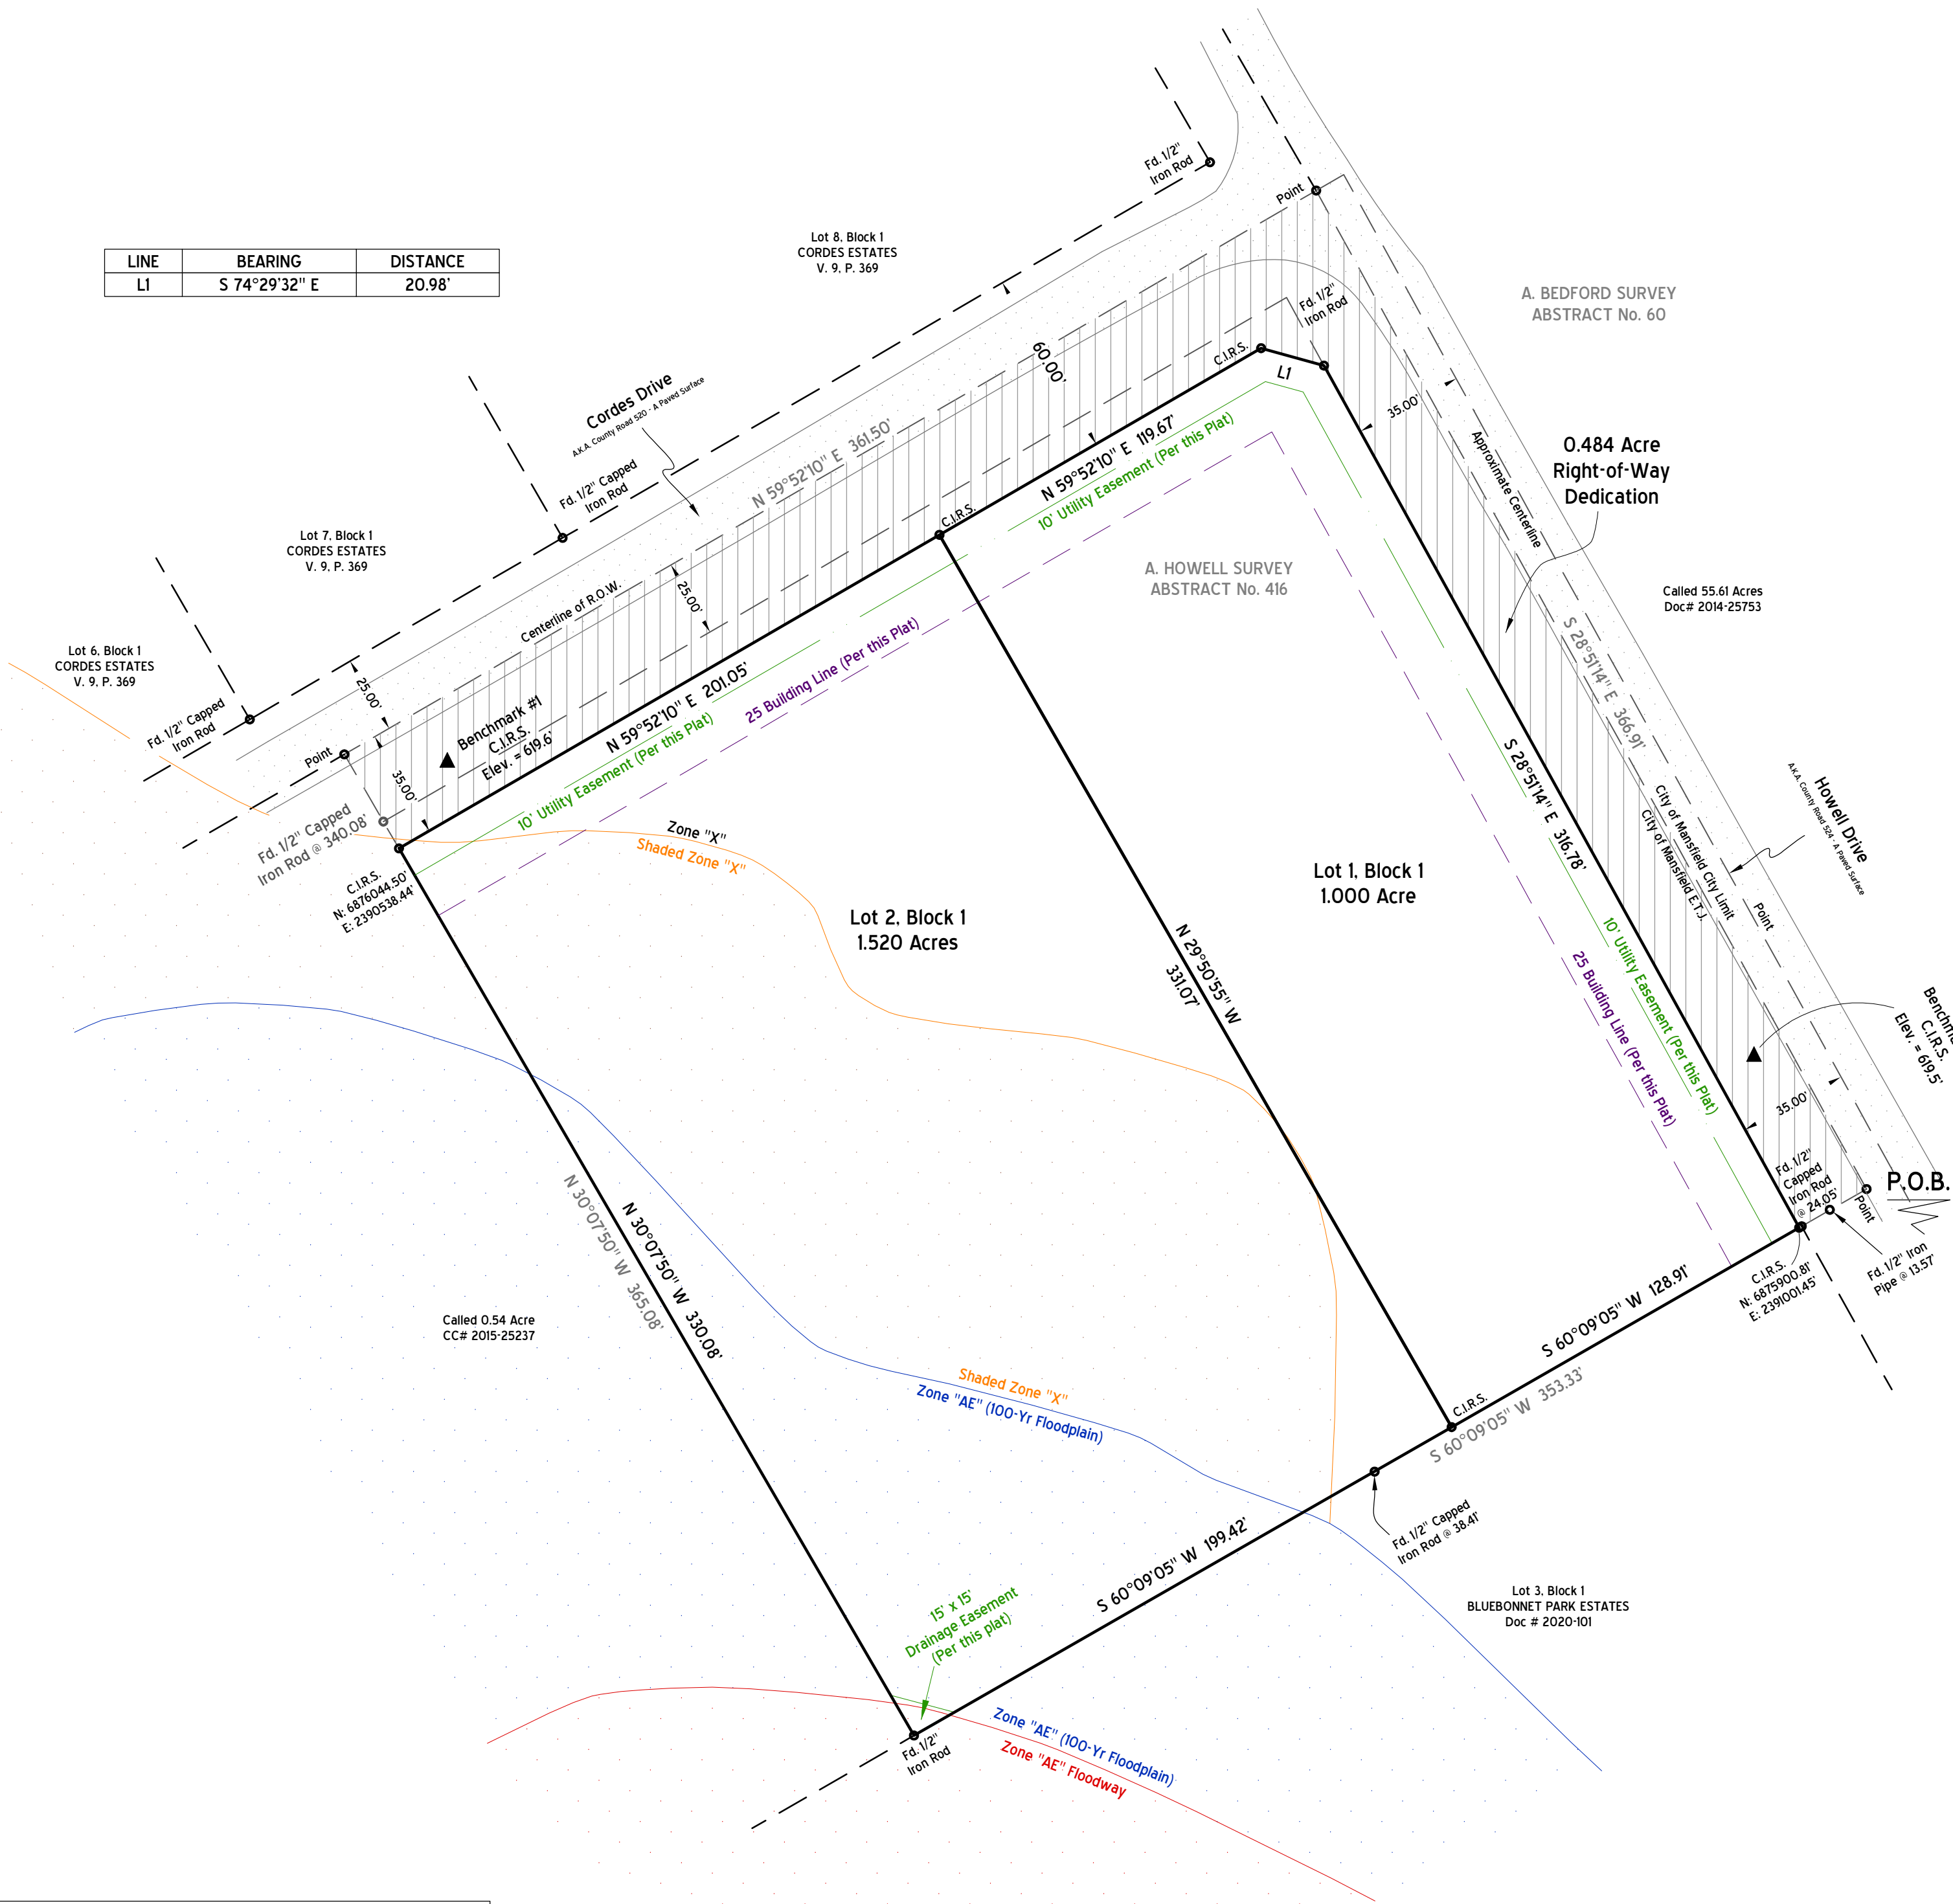 LINE BEARING DISTANCE
L1 S 74°29'32" E 20.98'
Fd. 1/2"
Iron Rod
Point
Lot 8, Block 1
CORDES ESTATES
V. 9, P. 369
A. BEDFORD SURVEY
ABSTRACT No. 60
Fd. 1/2"
Iron Rod
C.I.R.S.
L1
60.00'
Cordes Drive
A.K.A. County Road 520 - A Paved Surface
N 59°52'10" E 361.50'
N 59°52'10" E 119.67'
10' Utility Easement (Per this Plat)
35.00'
Approximate Centerline
0.484 Acre
Right-of-Way
Dedication
Fd. 1/2" Capped
Iron Rod
C.I.R.S.
Lot 7, Block 1
CORDES ESTATES
V. 9, P. 369
A. HOWELL SURVEY
ABSTRACT No. 416
Called 55.61 Acres
Doc# 2014-25753
Centerline of R.O.W.
25.00'
Lot 6, Block 1
CORDES ESTATES
V. 9, P. 369
25.00'
Fd. 1/2" Capped
Iron Rod
Point
35.00'
Benchmark #1
C.I.R.S.
Elev. = 619.6'
N 59°52'10" E 201.05'
10' Utility Easement (Per this Plat)
25 Building Line (Per this Plat)
S 28°51'14" E 366.91'
S 28°51'14" E 316.78'
City of Mansfield City Limit
City of Mansfield E.T.J.
Howell Drive
A.K.A. County Road 524 - A Paved Surface
Point
Fd. 1/2" Capped
Iron Rod @ 340.08'
C.I.R.S.
N: 6876044.50'
E: 2390538.44'
Zone "X"
Shaded Zone "X"
Lot 2, Block 1
1.520 Acres
Lot 1, Block 1
1.000 Acre
N 29°50'55" W
331.07'
10' Utility Easement (Per this Plat)
25 Building Line (Per this Plat)
C.I.R.S.
Elev. = 619.5'
35.00'
Fd. 1/2"
Capped
Iron Rod
@ 24.05'
Point
P.O.B.
Fd. 1/2" Iron
Pipe @ 13.57'
C.I.R.S.
N: 6875900.81'
E: 2391001.45'
N 30°07'50" W 330.08'
N 30°07'50" W 365.08'
Called 0.54 Acre
CC# 2015-25237
Shaded Zone "X"
Zone "AE" (100-Yr Floodplain)
S 60°09'05" W 128.91'
S 60°09'05" W 353.33'
C.I.R.S.
Fd. 1/2" Capped
Iron Rod @ 38.41'
S 60°09'05" W 199.42'
Lot 3, Block 1
BLUEBONNET PARK ESTATES
Doc # 2020-101
15' x 15'
Drainage Easement
(Per this plat)
Fd. 1/2"
Iron Rod
Zone "AE" (100-Yr Floodplain)
Zone "AE" Floodway